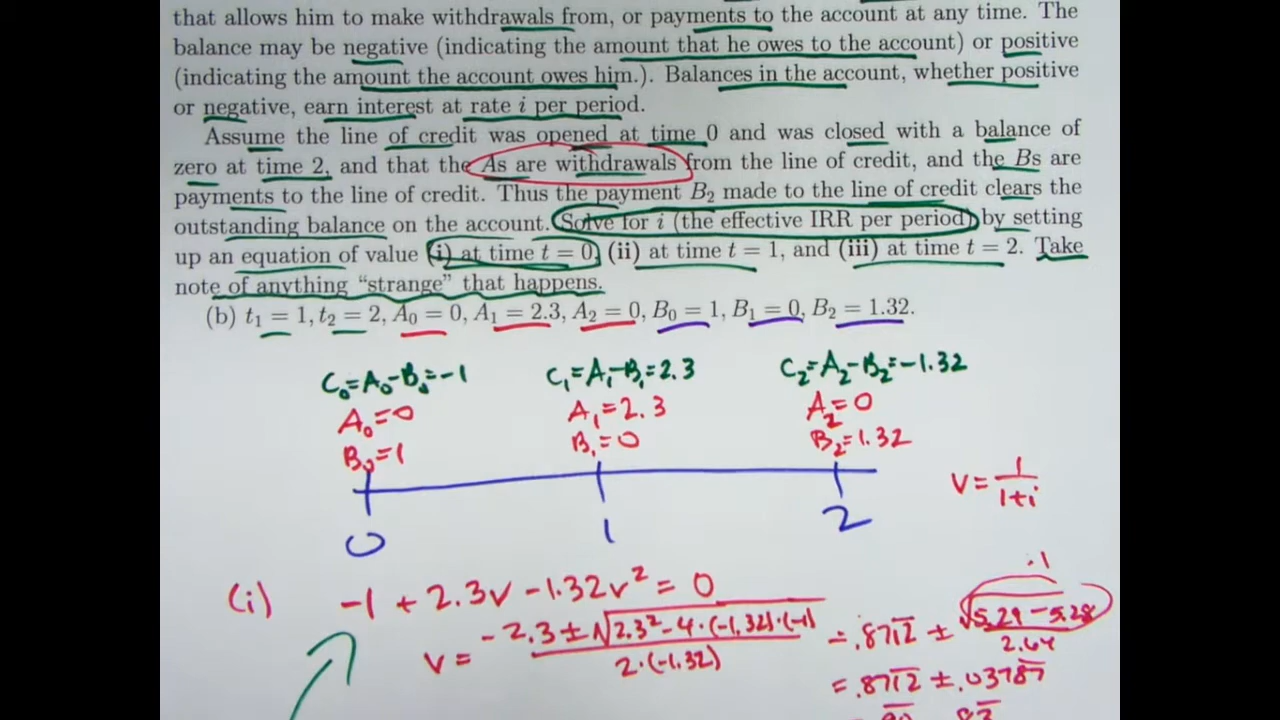 that allows him to make withdrawals from, or payments to the account at any time. The
balance may be negative (indicating the amount that he owes to the account) or positive
(indicating the amount the account owes him.). Balances in the account, whether positive
or negative, earn interest at rate i per period.
Assume the line of credit was opened at time 0 and was closed with a balance of
zero at time 2, and that the As are withdrawals from the line of credit, and the Bs are
payments to the line of credit. Thus the payment B₂ made to the line of credit clears the
outstanding balance on the account. Solve for i (the effective IRR per period) by setting
up an equation of value (i) at time t = 0, (ii) at time t = 1, and (iii) at time t = 2. Take
note of anything “strange” that happens.
(b) t₁ = 1, t₂ = 2, A₀ = 0, A₁ = 2.3, A₂ = 0, B₀ = 1, B₁ = 0, B₂ = 1.32.
C₀=A₀-B₀=-1 C₁=A₁-B₁=2.3 C₂=A₂-B₂=-1.32
A₀=0 A₁=2.3 A₂=0
B₀=1 B₁=0 B₂=1.32
V=1/(1+i)
0 1 2
(i) -1 + 2.3v - 1.32v² = 0
.1
v = (-2.3 ± √(2.3² - 4·(-1.32)·(-1)))/(2·(-1.32)) = .871̅2̅ ± √(5.29 - 5.28)/2.64
= .871̅2̅ ± .0378̅7̅